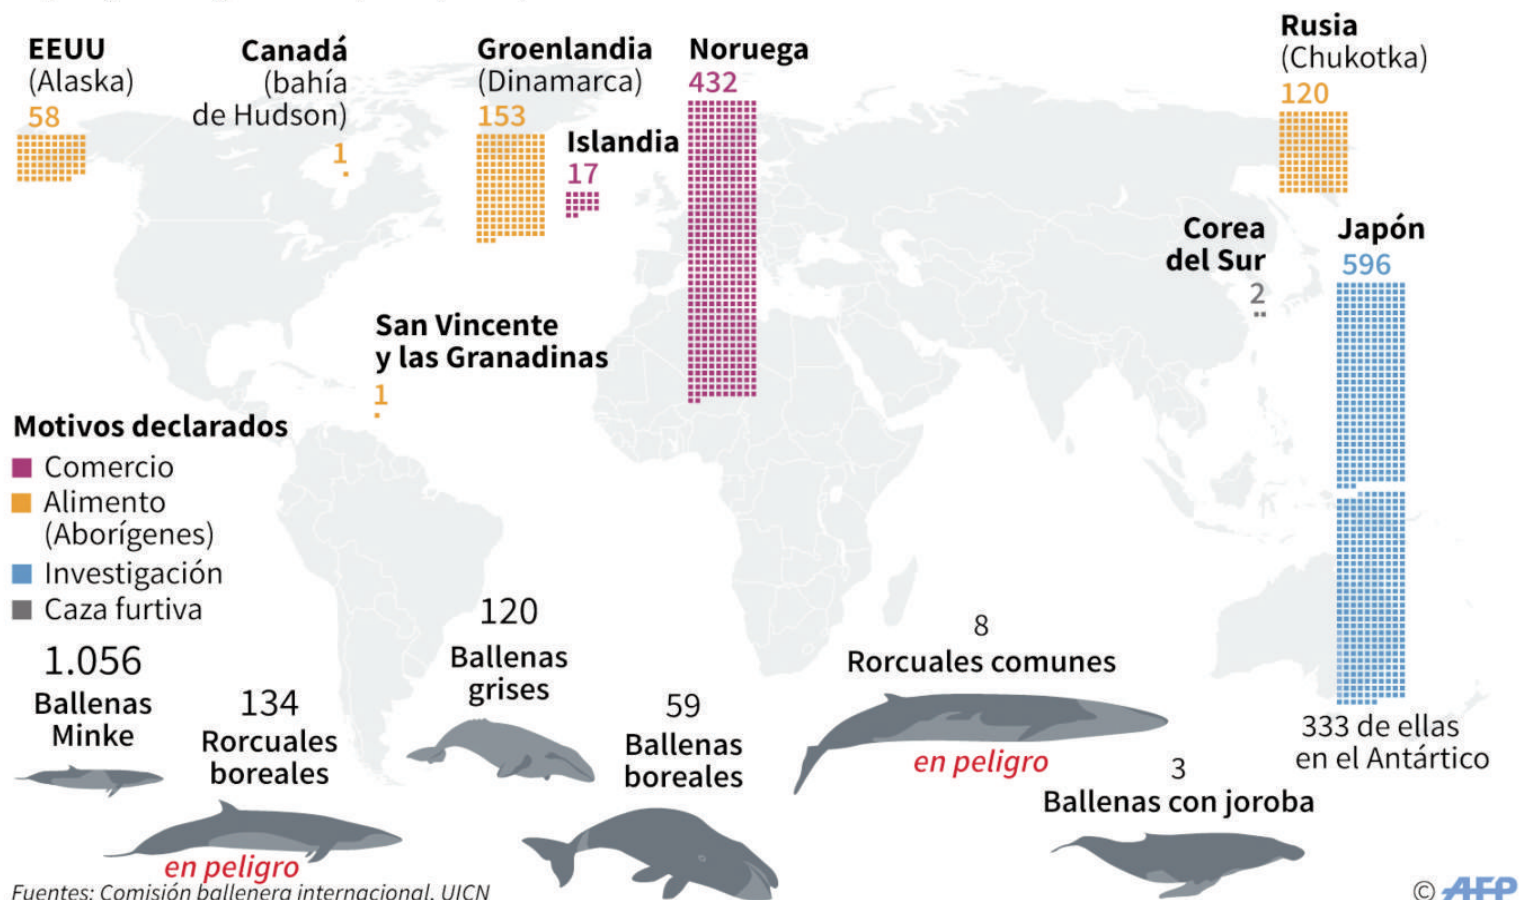 EEUU
(Alaska)
58
Canadá
(bahía
de Hudson)
1
Groenlandia
(Dinamarca)
153
Islandia
17
Noruega
432
Rusia
(Chukotka)
120
Corea
del Sur
2
Japón
596
333 de ellas
en el Antártico
San Vincente
y las Granadinas
1
Motivos declarados
Comercio
Alimento
(Aborígenes)
Investigación
Caza furtiva
1.056
Ballenas
Minke
134
Rorcuales
boreales
en peligro
120
Ballenas
grises
59
Ballenas
boreales
8
Rorcuales comunes
en peligro
3
Ballenas con joroba
Fuentes: Comisión ballenera internacional, UICN
© AFP